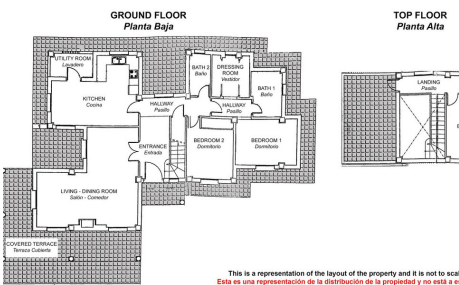 GROUND FLOOR
Planta Baja
TOP FLOOR
Planta Alta
UTILITY ROOM
Lavadero
BATH 2
Baño
DRESSING
ROOM
Vestidor
BATH 1
Baño
KITCHEN
Cocina
HALLWAY
Pasillo
HALLWAY
Pasillo
LANDING
Pasillo
ENTRANCE
Entrada
BEDROOM 2
Dormitorio
BEDROOM 1
Dormitorio
LIVING - DINING ROOM
Salón - Comedor
COVERED TERRACE
Terraza Cubierta
This is a representation of the layout of the property and it is not to scal
Esta es una representación de la distribución de la propiedad y no está a e